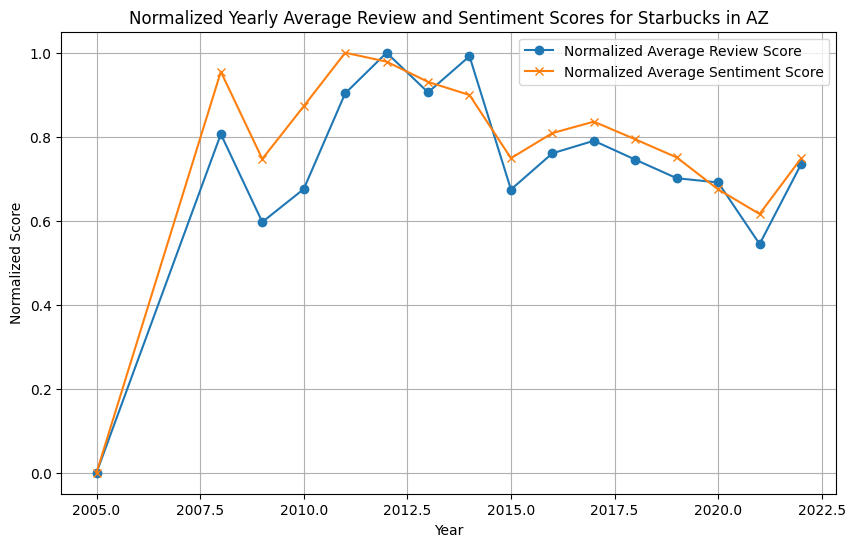 Normalized Yearly Average Review and Sentiment Scores for Starbucks in AZ
Normalized Average Review Score
Normalized Average Sentiment Score
Normalized Score
1.0
0.8
0.6
0.4
0.2
0.0
2005.0 2007.5 2010.0 2012.5 2015.0 2017.5 2020.0 2022.5
Year